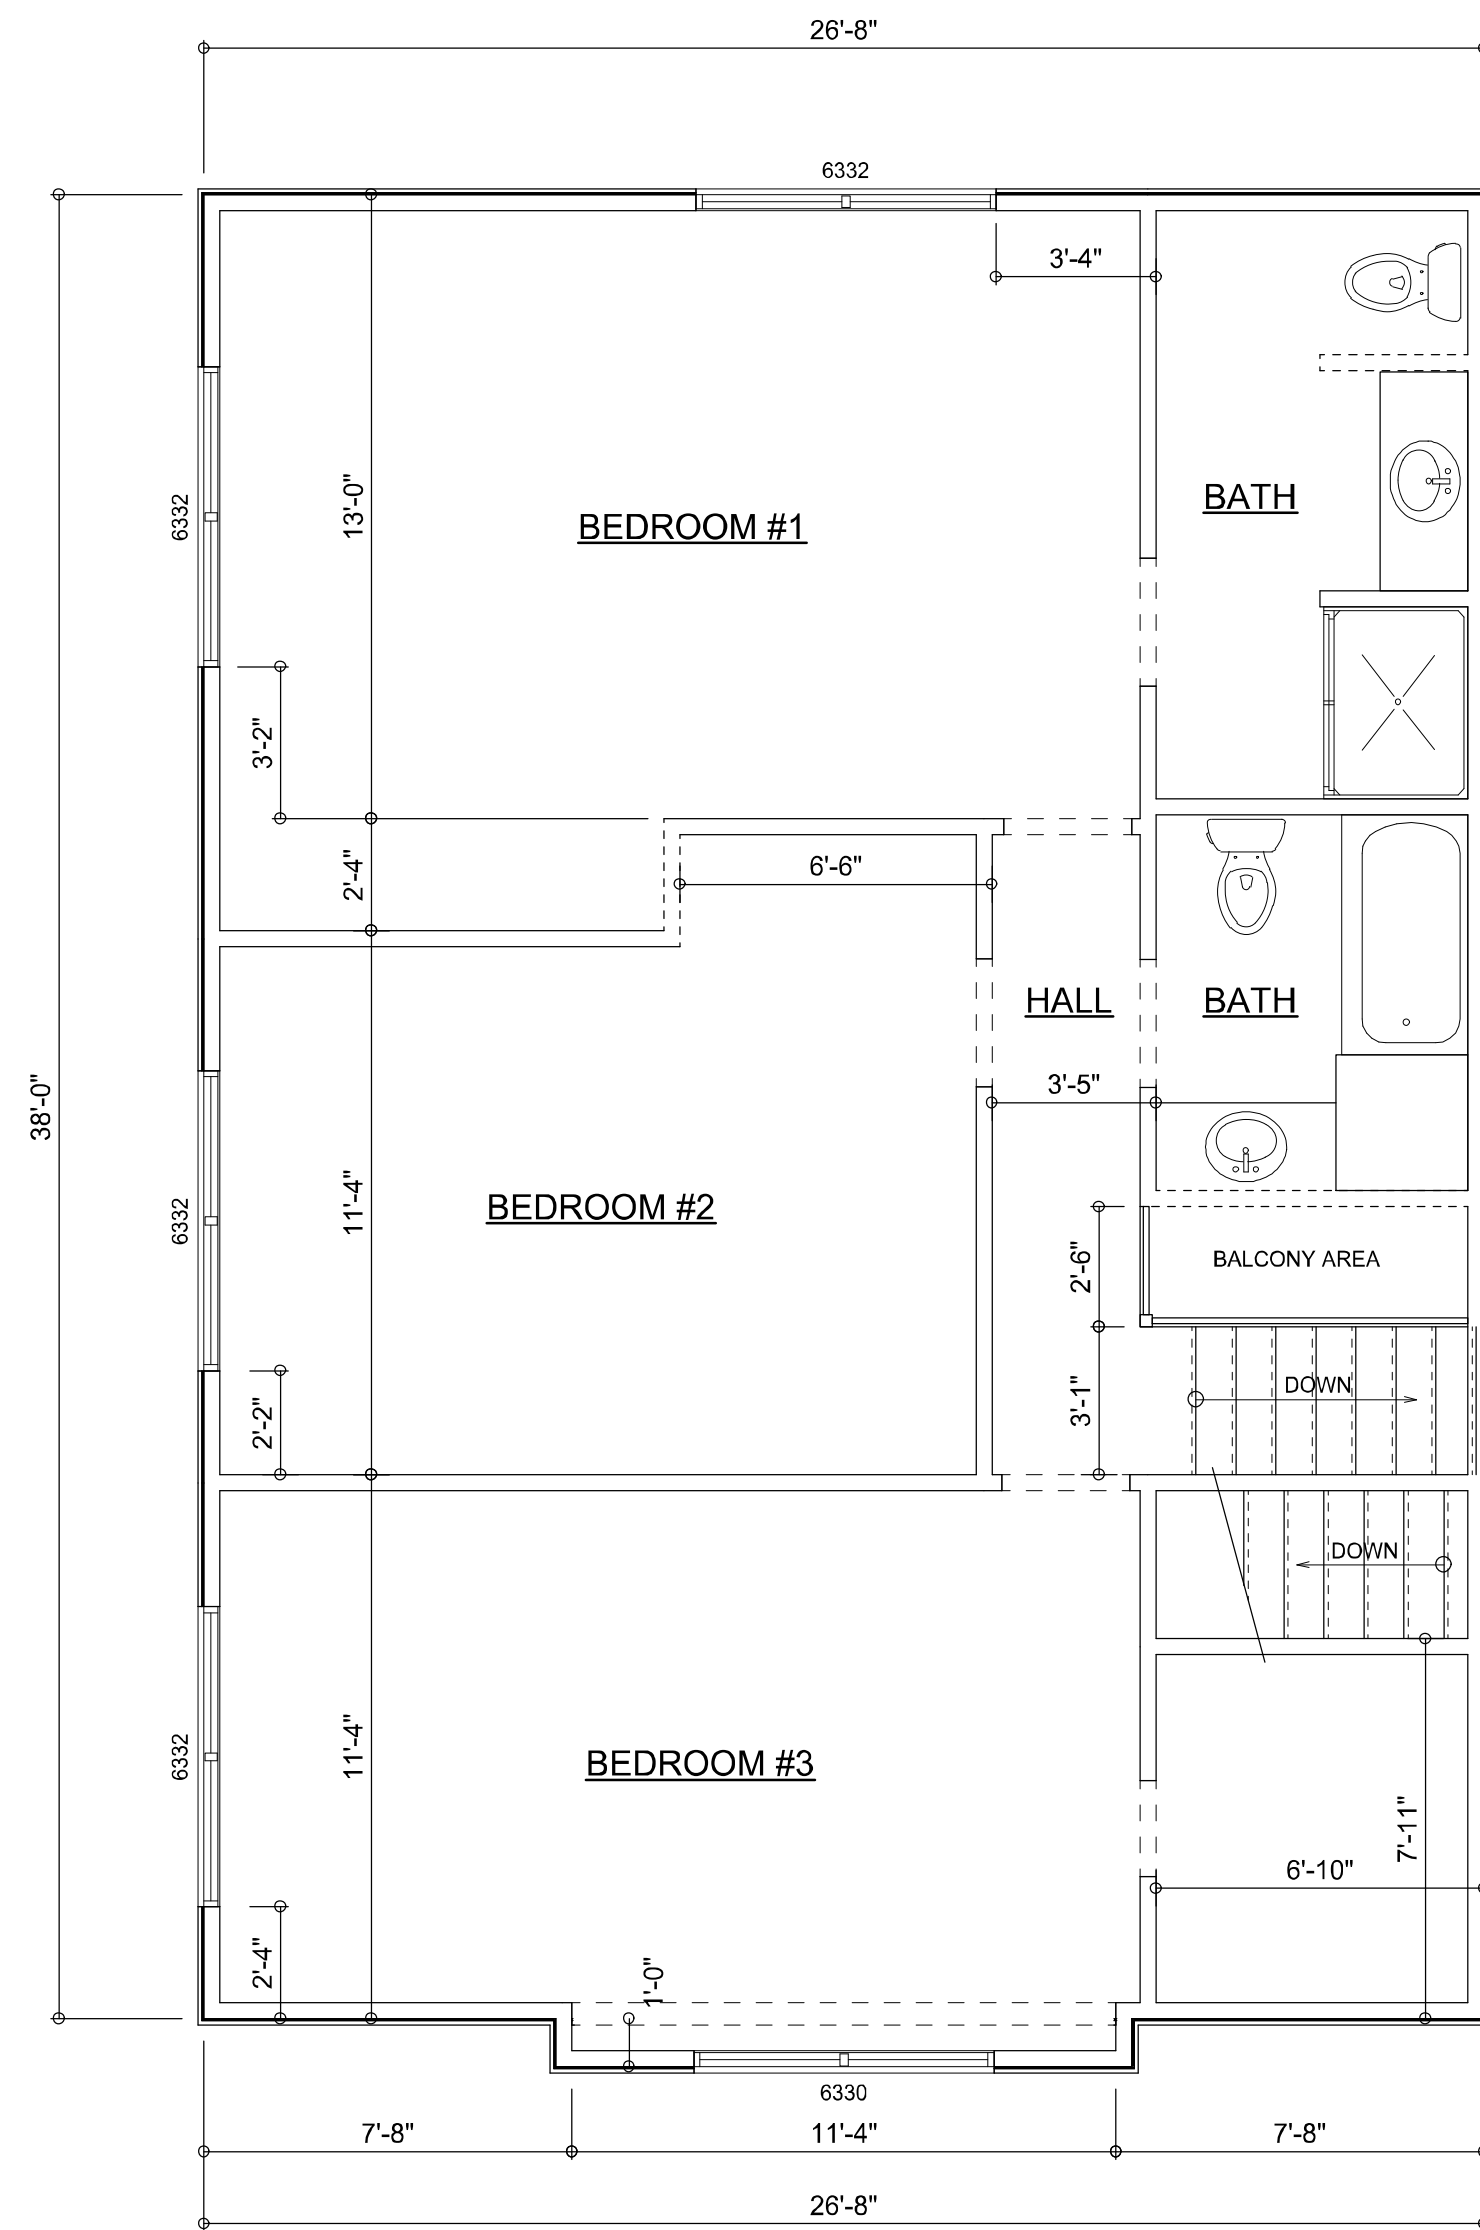 26'-8"
6332
3'-4"
6332
13'-0"
BEDROOM #1
BATH
3'-2"
2'-4"
6'-6"
HALL
BATH
38'-0"
3'-5"
6332
11'-4"
BEDROOM #2
2'-6"
BALCONY AREA
2'-2"
3'-1"
DOWN
DOWN
6332
11'-4"
BEDROOM #3
7'-11"
6'-10"
2'-4"
1'-0"
6330
7'-8"
11'-4"
7'-8"
26'-8"